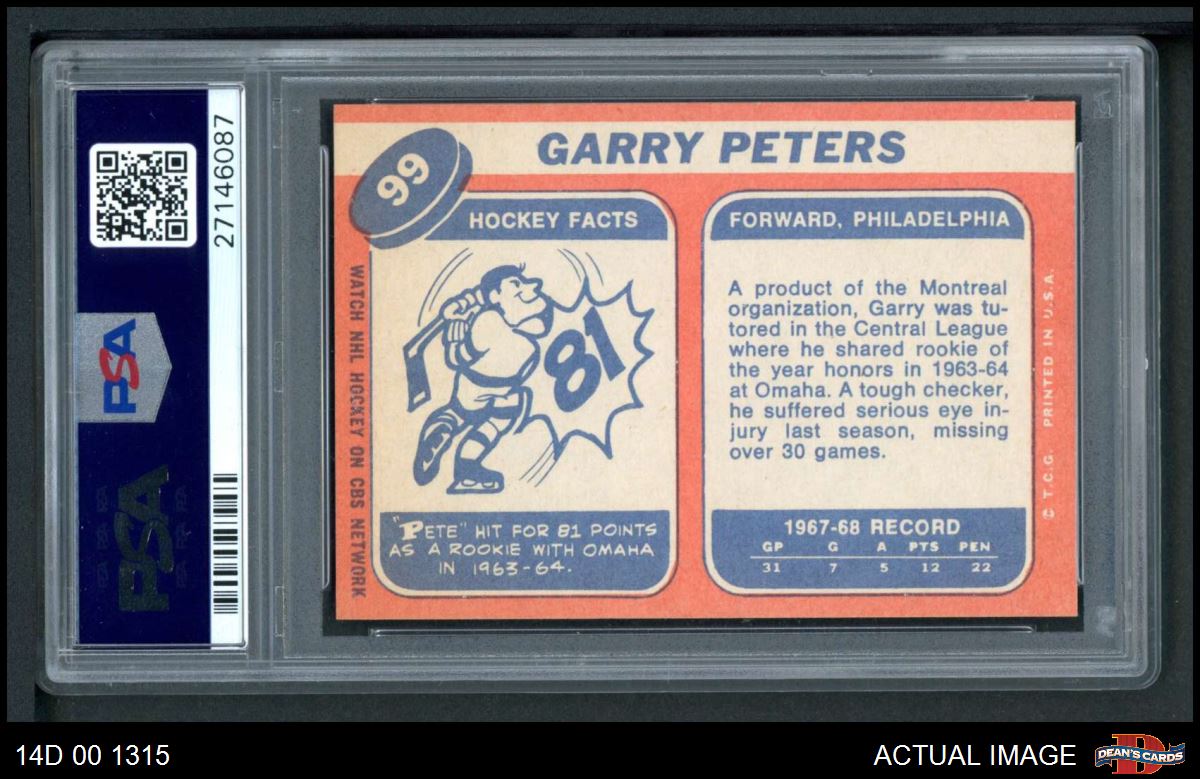 27146087
PSA
PSA
99
GARRY PETERS
HOCKEY FACTS
81
"PETE" HIT FOR 81 POINTS
AS A ROOKIE WITH OMAHA
IN 1963-64.
WATCH NHL HOCKEY ON CBS NETWORK
FORWARD, PHILADELPHIA
A product of the Montreal
organization, Garry was tu-
tored in the Central League
where he shared rookie of
the year honors in 1963-64
at Omaha. A tough checker,
he suffered serious eye in-
jury last season, missing
over 30 games.
1967-68 RECORD
GP G A PTS PEN
31 7 5 12 22
© T.C.G. PRINTED IN U.S.A.
14D 00 1315
ACTUAL IMAGE
D
DEAN'S CARDS